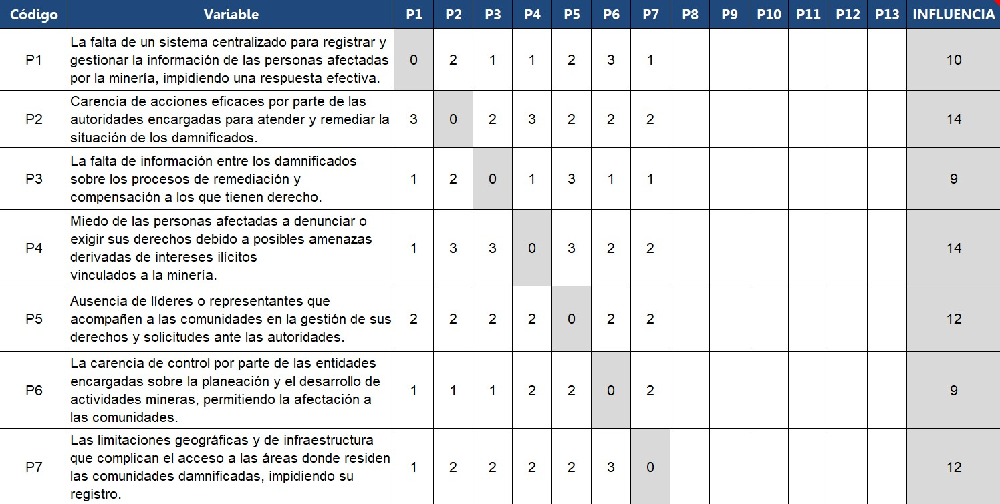 Código Variable P1 P2 P3 P4 P5 P6 P7 P8 P9 P10 P11 P12 P13 INFLUENCIA
La falta de un sistema centralizado para registrar y
P1 gestionar la información de las personas afectadas 0 2 1 1 2 3 1 10
por la minería, impidiendo una respuesta efectiva.
Carencia de acciones eficaces por parte de las
P2 autoridades encargadas para atender y remediar la 3 0 2 3 2 2 2 14
situación de los damnificados.
La falta de información entre los damnificados
P3 sobre los procesos de remediación y 1 2 0 1 3 1 1 9
compensación a los que tienen derecho.
Miedo de las personas afectadas a denunciar o
exigir sus derechos debido a posibles amenazas
P4 derivadas de intereses ilícitos 1 3 3 0 3 2 2 14
vinculados a la minería.
Ausencia de líderes o representantes que
P5 acompañen a las comunidades en la gestión de sus 2 2 2 2 0 2 2 12
derechos y solicitudes ante las autoridades.
La carencia de control por parte de las entidades
encargadas sobre la planeación y el desarrollo de
P6 actividades mineras, permitiendo la afectación a 1 1 1 2 2 0 2 9
las comunidades.
Las limitaciones geográficas y de infraestructura
que complican el acceso a las áreas donde residen
P7 las comunidades damnificadas, impidiendo su 1 2 2 2 2 3 0 12
registro.